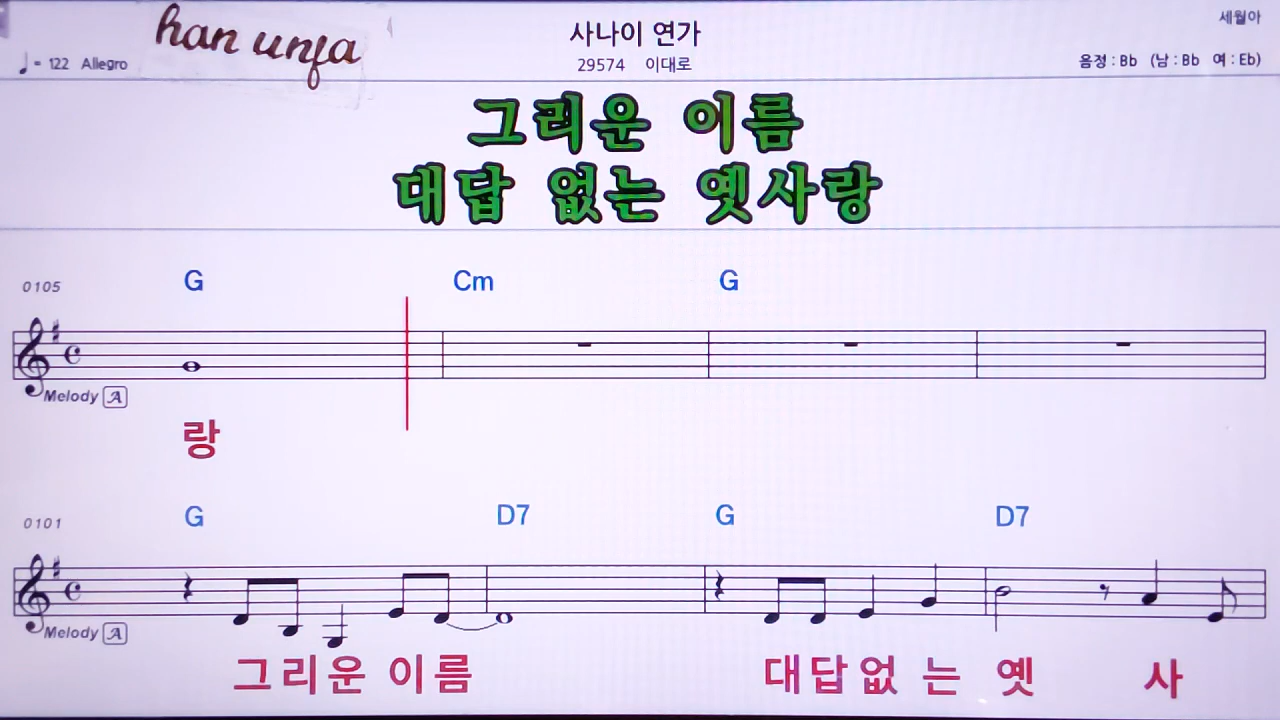 han unfa
사나이 연가
세월아
♩= 122 Allegro
29574 이대로
음정 : Bb (남 : Bb 여 : Eb)
그리운 이름
대답 없는 옛사랑
0105 G Cm G
Melody A
랑
0101 G D7 G D7
Melody A
그리운 이름 대답없 는 옛 사